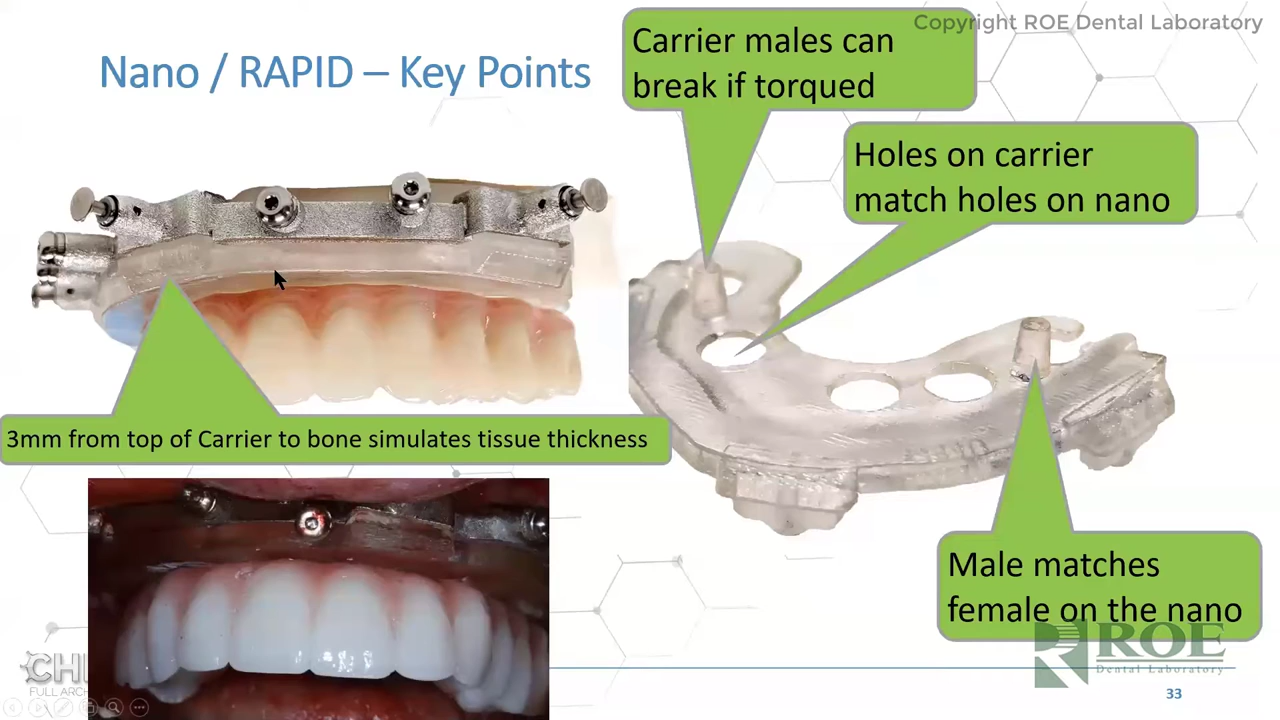 Copyright ROE Dental Laboratory
Nano / RAPID – Key Points
Carrier males can
break if torqued
Holes on carrier
match holes on nano
3mm from top of Carrier to bone simulates tissue thickness
Male matches
female on the nano
ROE
Dental Laboratory
FULL ARCH
33